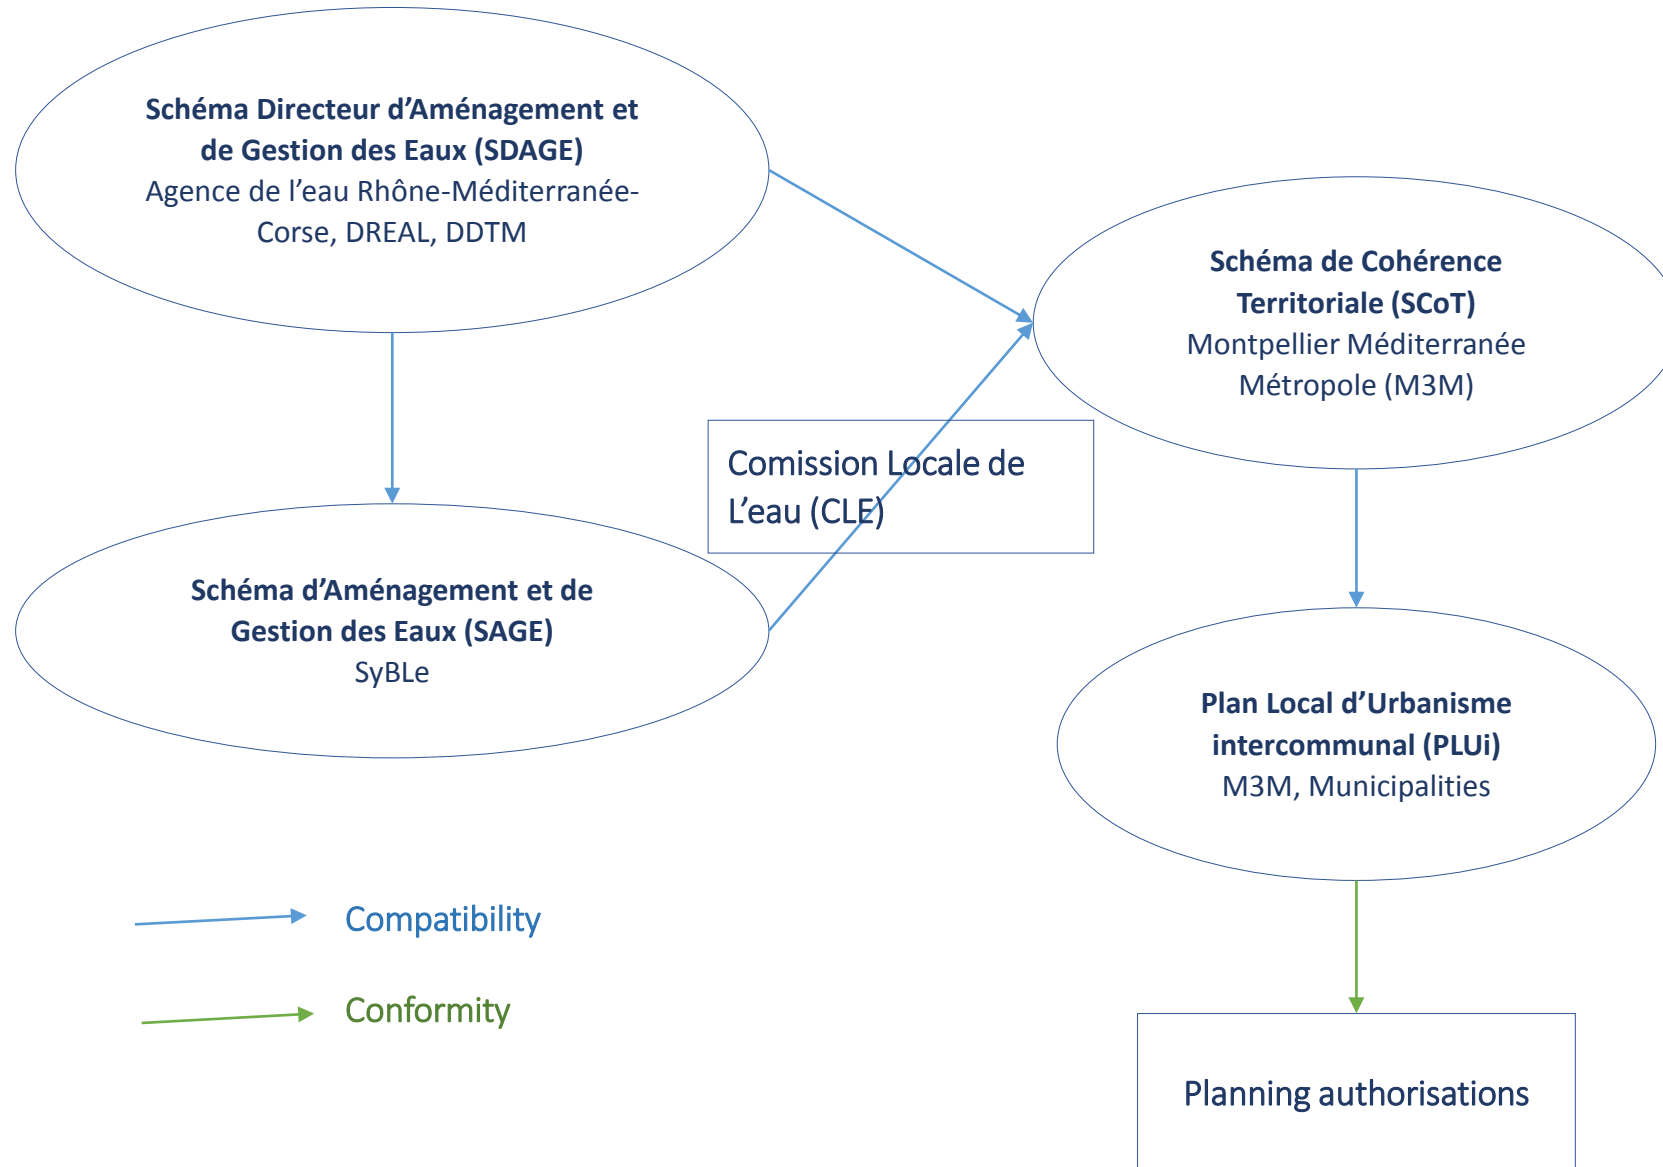 Schéma Directeur d’Aménagement et
de Gestion des Eaux (SDAGE)
Agence de l’eau Rhône-Méditerranée-
Corse, DREAL, DDTM
Schéma de Cohérence
Territoriale (SCoT)
Montpellier Méditerranée
Métropole (M3M)
Comission Locale de
L’eau (CLE)
Schéma d’Aménagement et de
Gestion des Eaux (SAGE)
SyBLe
Plan Local d’Urbanisme
intercommunal (PLUi)
M3M, Municipalities
Compatibility
Conformity
Planning authorisations